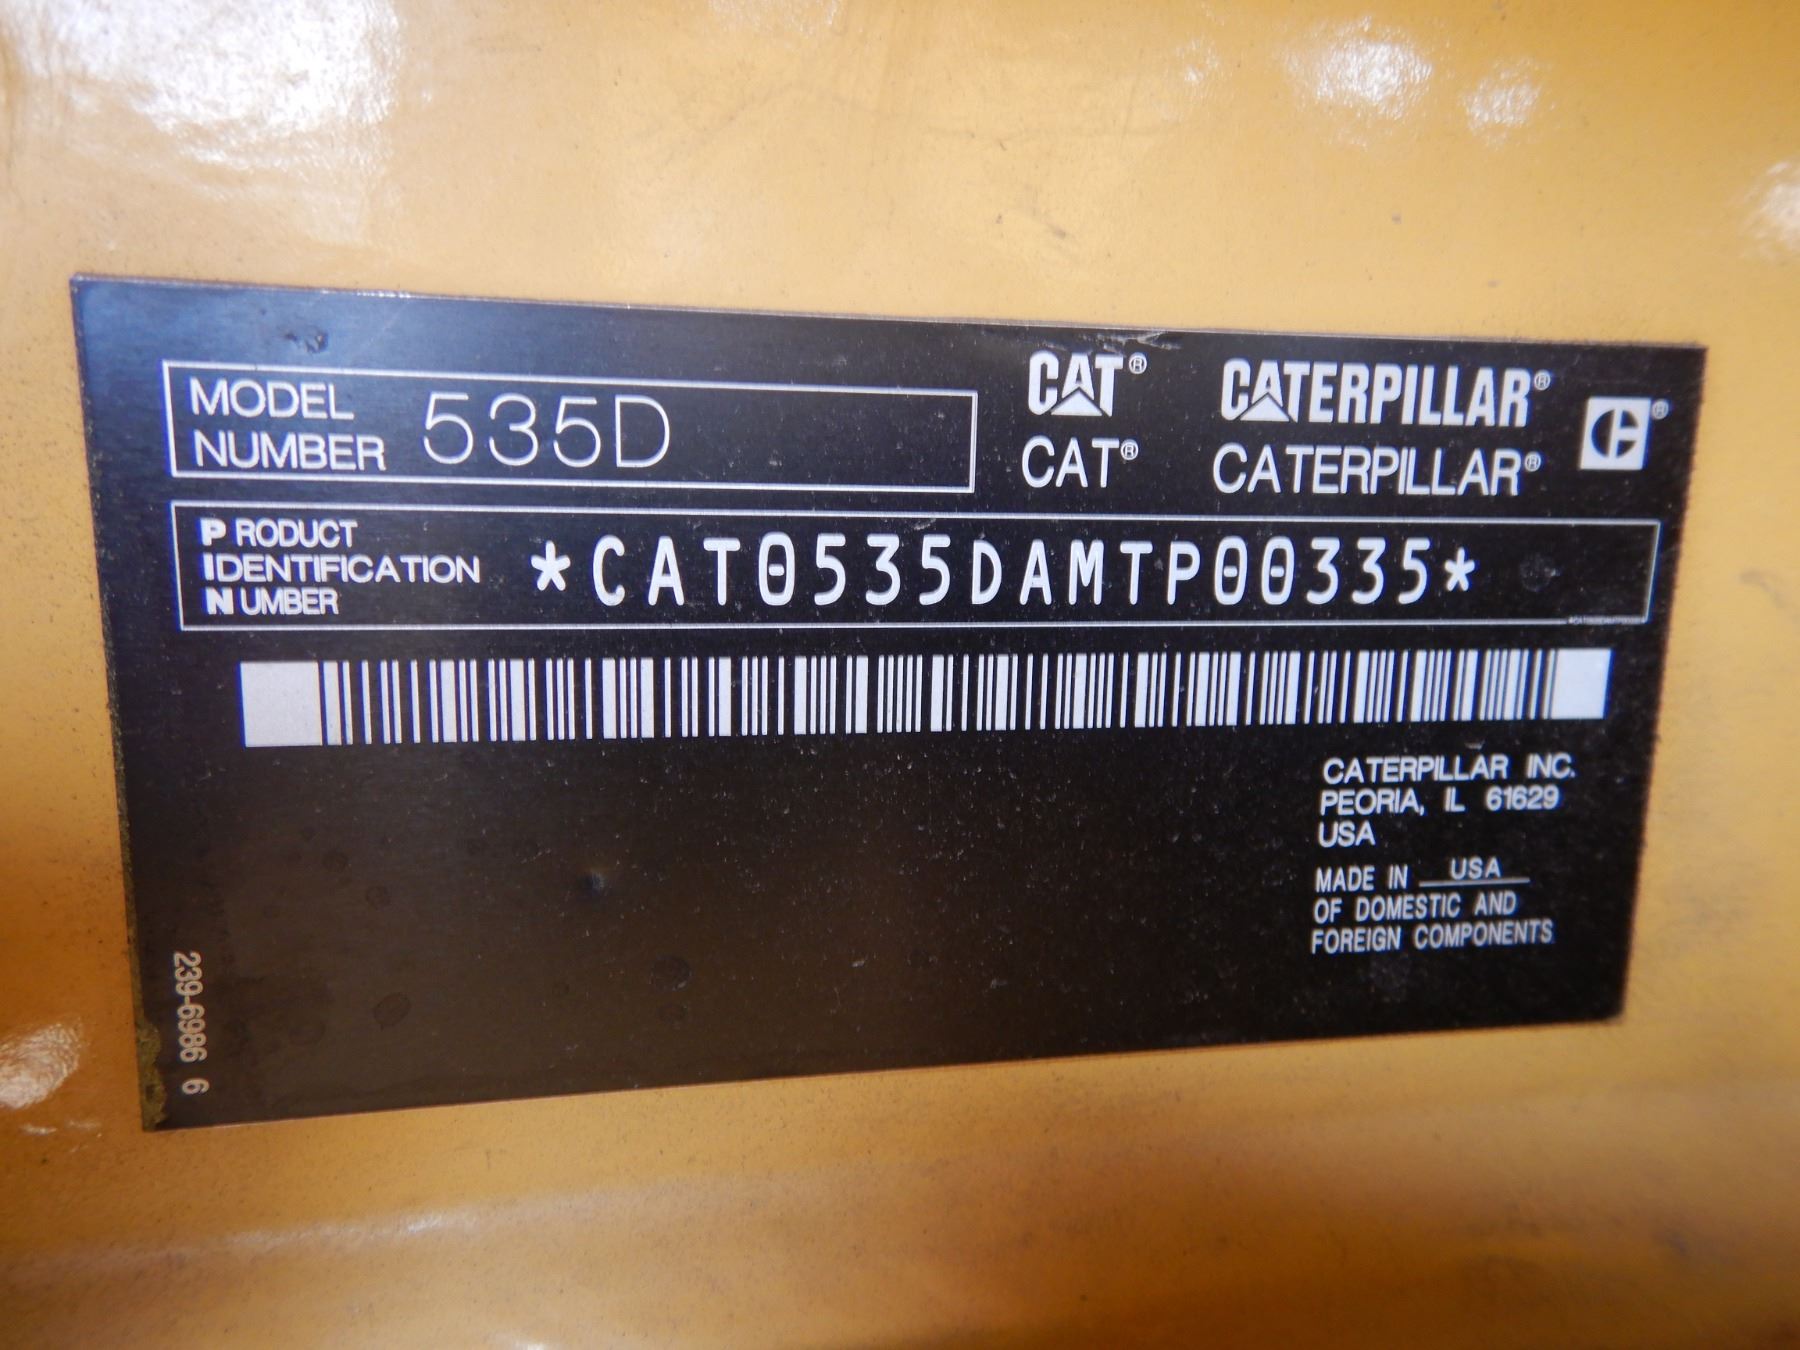 MODEL NUMBER 535D
CAT® CATERPILLAR®
CAT® CATERPILLAR®
PRODUCT IDENTIFICATION NUMBER *CAT0535DAMTP00335*
CATERPILLAR INC.
PEORIA, IL 61629
USA
MADE IN USA
OF DOMESTIC AND
FOREIGN COMPONENTS
239-6986 6